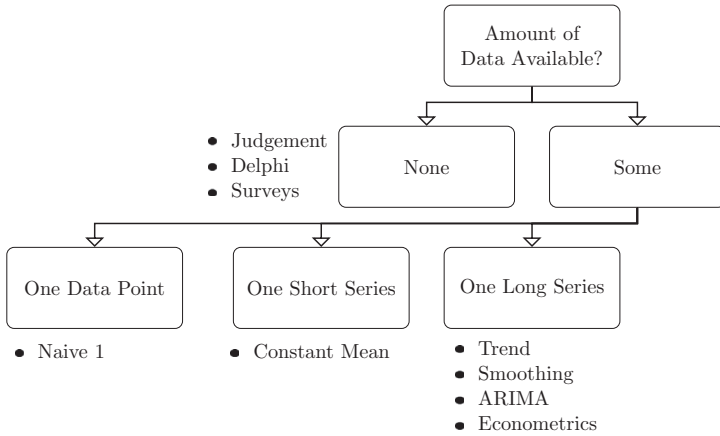 Amount of
Data Available?
• Judgement
• Delphi
• Surveys
None
Some
One Data Point
One Short Series
One Long Series
• Naive 1
• Constant Mean
• Trend
• Smoothing
• ARIMA
• Econometrics